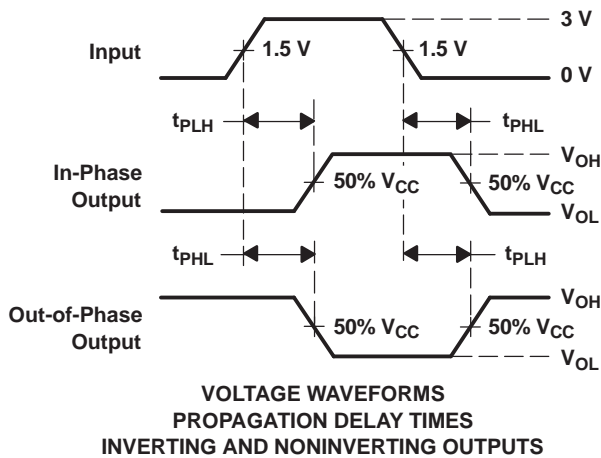 3 V
Input
1.5 V
1.5 V
0 V
tPLH
tPHL
In-Phase
Output
50% VCC
50% VCC
VOH
VOL
tPHL
tPLH
Out-of-Phase
Output
50% VCC
50% VCC
VOH
VOL
VOLTAGE WAVEFORMS
PROPAGATION DELAY TIMES
INVERTING AND NONINVERTING OUTPUTS